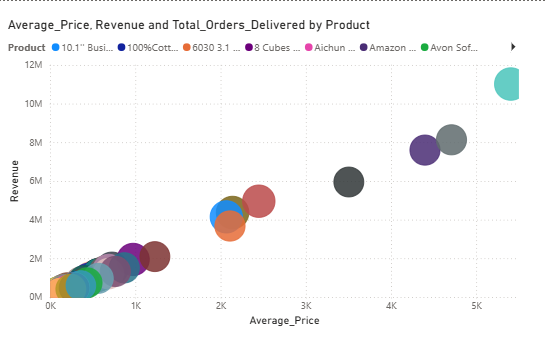 Average_Price, Revenue and Total_Orders_Delivered by Product
Product 10.1'' Busi... 100%Cott... 6030 3.1 ... 8 Cubes ... Aichun ... Amazon ... Avon Sof...
12M
10M
8M
6M
4M
2M
0M
Revenue
0K 1K 2K 3K 4K 5K
Average_Price